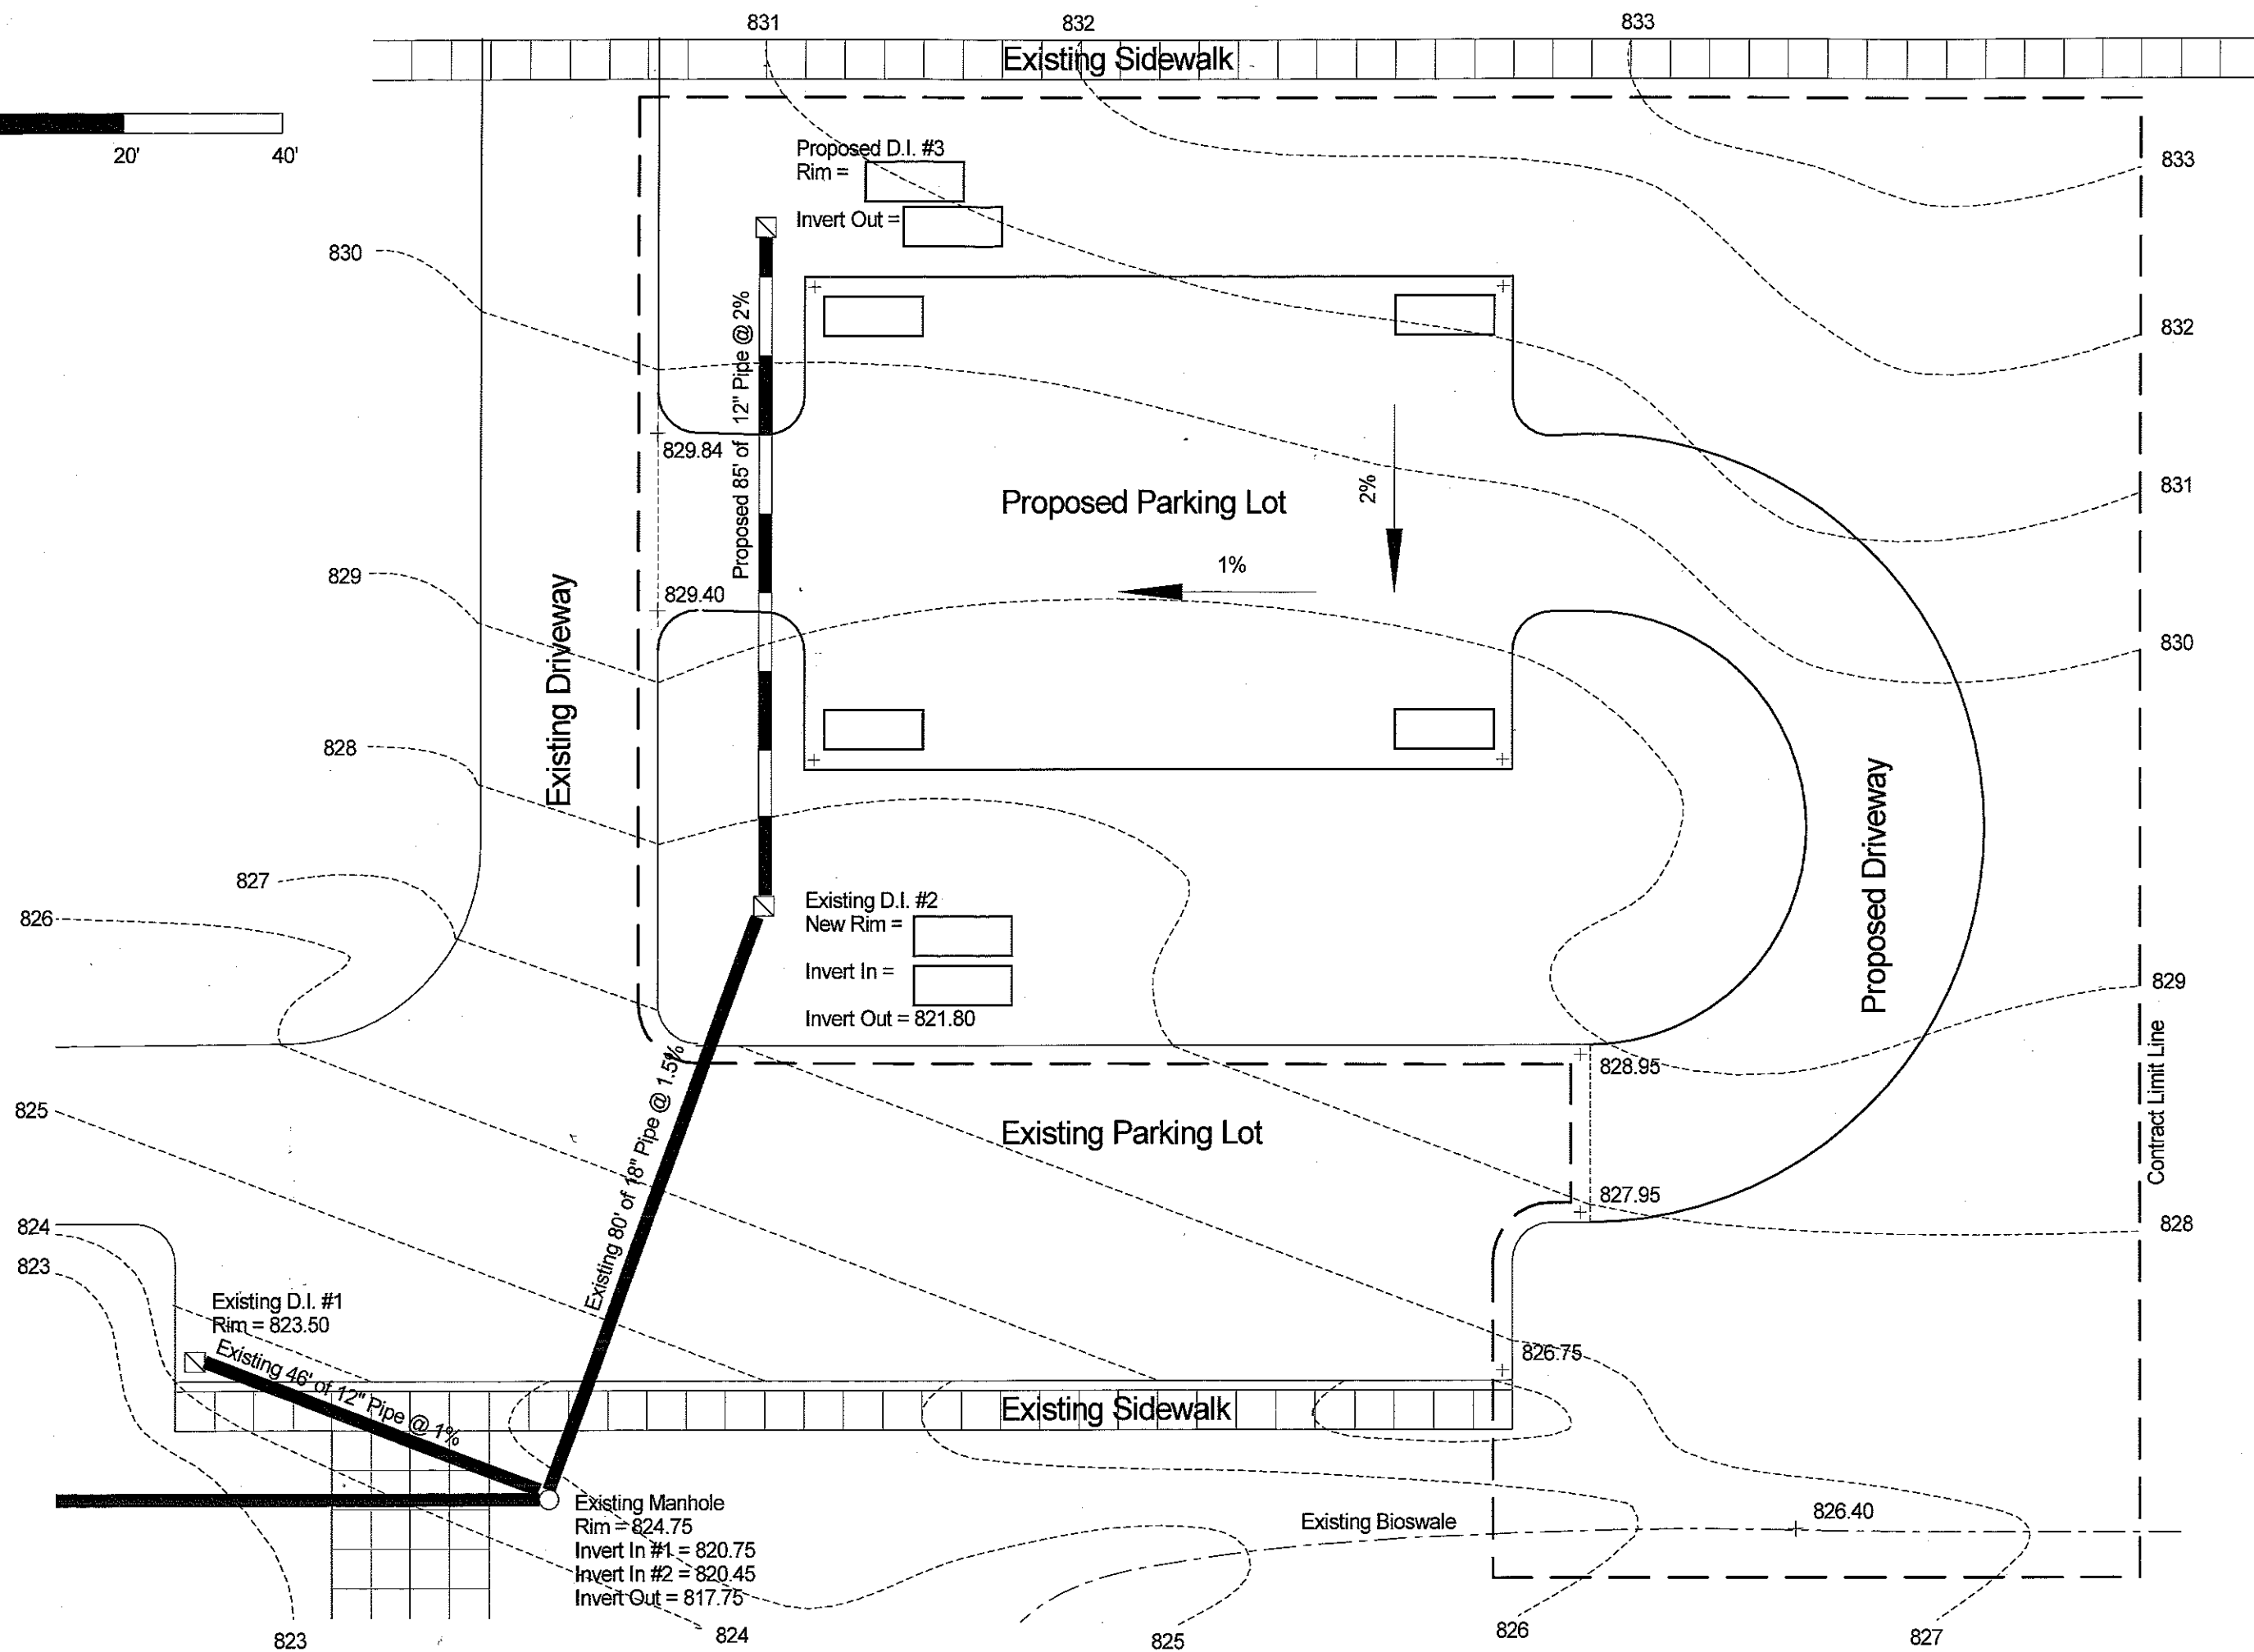 831
832
833
Existing Sidewalk
20'
40'
Proposed D.I. #3
Rim =
Invert Out =
833
830
832
Proposed 85' of 12" Pipe @ 2%
829.84
831
Proposed Parking Lot
2%
1%
829
829.40
830
Existing Driveway
828
Proposed Driveway
827
826
Existing D.I. #2
New Rim =
Invert In =
Invert Out = 821.80
829
Contract Limit Line
828.95
825
Existing 80' of 18" Pipe @ 1.5%
Existing Parking Lot
827.95
824
828
823
Existing D.I. #1
Rim = 823.50
Existing 46' of 12" Pipe @ 1%
826.75
Existing Sidewalk
Existing Manhole
Rim = 824.75
Invert In #1 = 820.75
Invert In #2 = 820.45
Invert Out = 817.75
Existing Bioswale
826.40
823
824
825
826
827